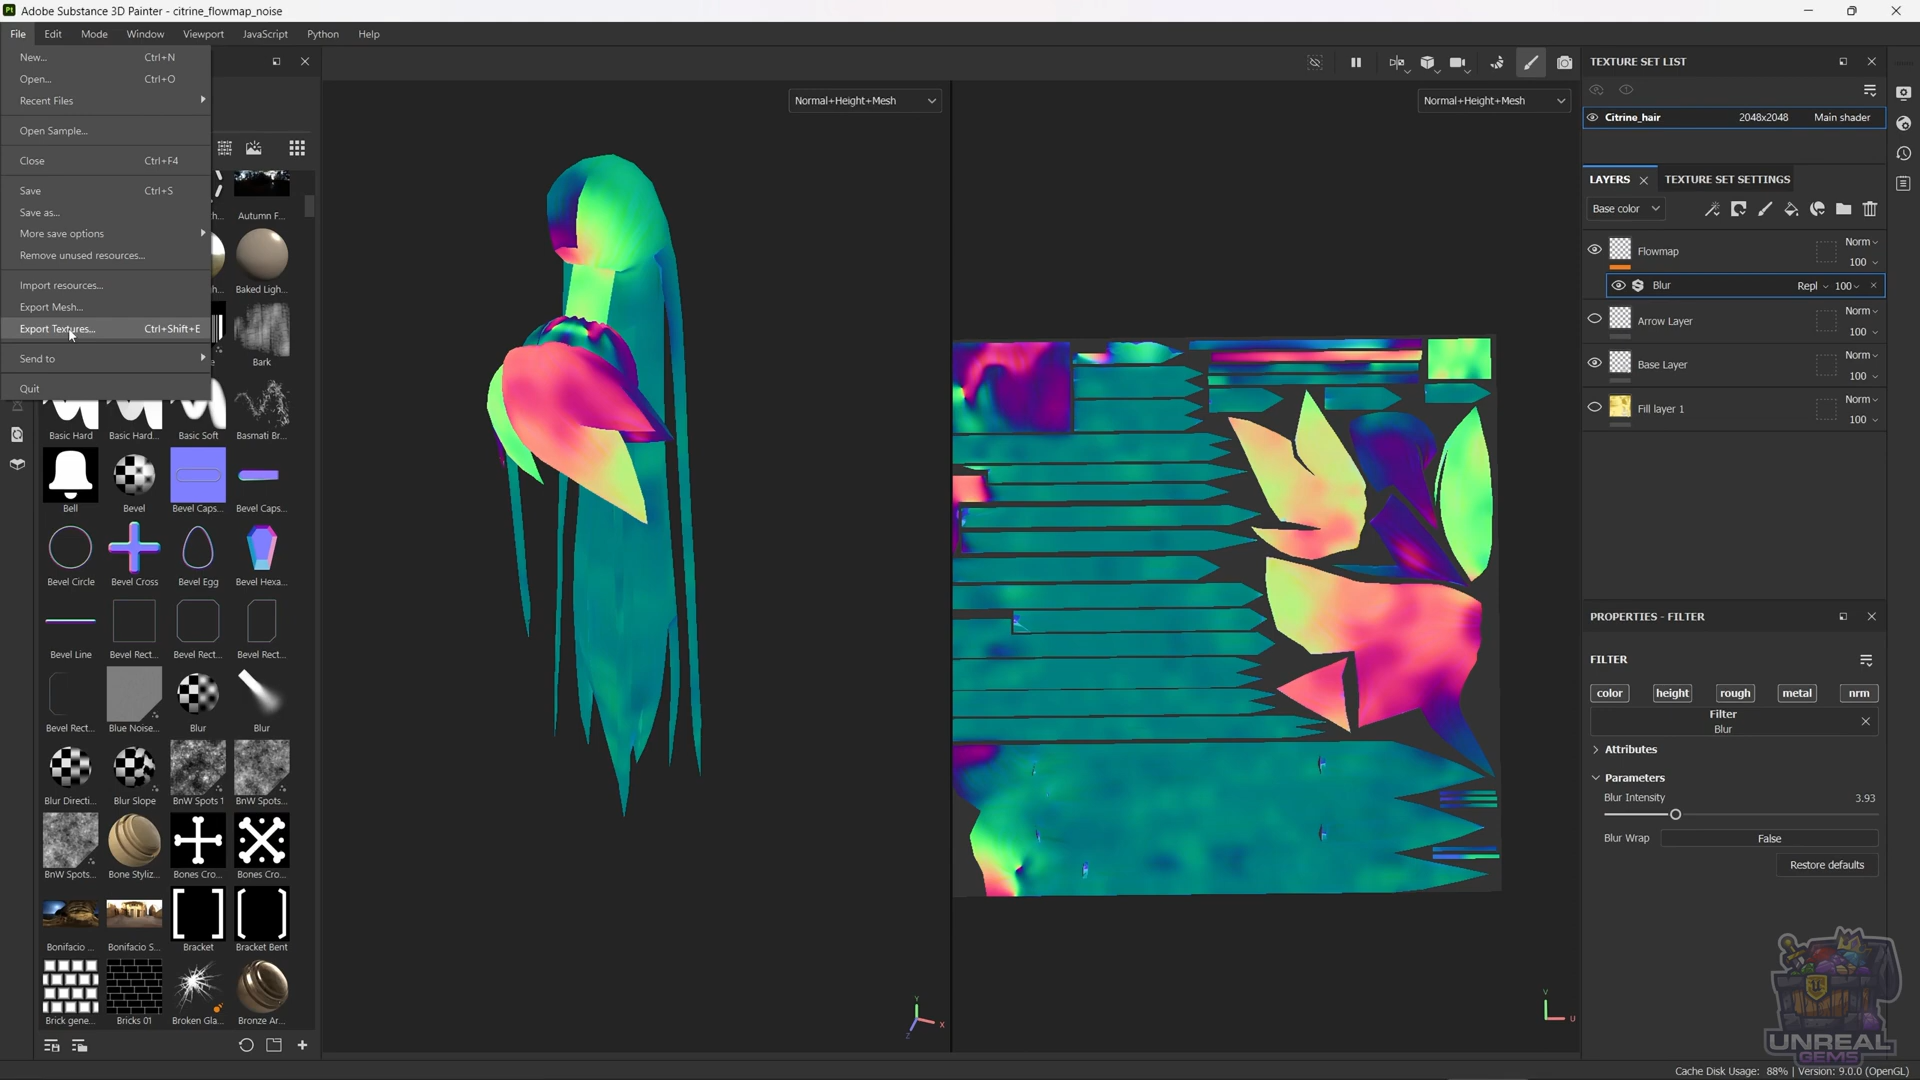 Adobe Substance 3D Painter - citrine_flowmap_noise
File Edit Mode Window Viewport JavaScript Python Help
New... Ctrl+N
Open... Ctrl+O
Recent Files
Open Sample...
Close Ctrl+F4
Save Ctrl+S
Save as...
More save options
Remove unused resources...
Import resources...
Export Mesh...
Export Textures... Ctrl+Shift+E
Send to
Quit
Autumn F...
Baked Ligh...
Bark
Basic Hard Basic Hard... Basic Soft Basmati Br...
Bell Bevel Bevel Caps... Bevel Caps...
Bevel Circle Bevel Cross Bevel Egg Bevel Hexa...
Bevel Line Bevel Rect... Bevel Rect... Bevel Rect...
Bevel Rect... Blue Noise... Blur Blur
Blur Directi... Blur Slope BnW Spots 1 BnW Spots...
BnW Spots... Bone Styliz... Bones Cro... Bones Cro...
Bonifacio ... Bonifacio S... Bracket Bracket Bent
Brick gene... Bricks 01 Broken Gla... Bronze Ar...
Normal+Height+Mesh
Y
X
Z
Normal+Height+Mesh
V
U
TEXTURE SET LIST
Citrine_hair 2048x2048 Main shader
LAYERS TEXTURE SET SETTINGS
Base color
Flowmap Norm
100
Blur Repl 100
Arrow Layer Norm
100
Base Layer Norm
100
Fill layer 1 Norm
100
PROPERTIES - FILTER
FILTER
color height rough metal nrm
Filter
Blur
Attributes
Parameters
Blur Intensity 3.93
Blur Wrap False
Restore defaults
UNREAL
GEMS
Cache Disk Usage: 88% | Version: 9.0.0 (OpenGL)